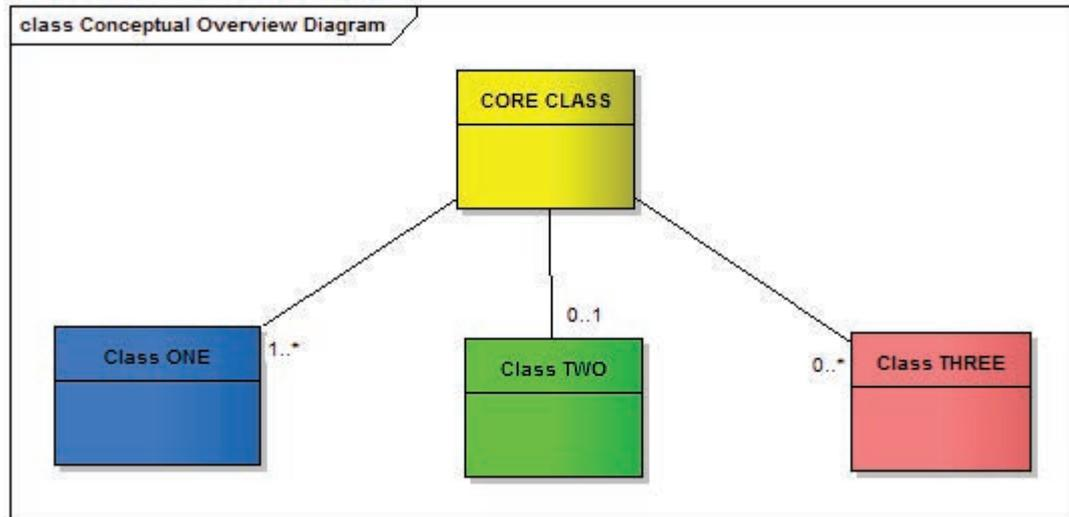 class Conceptual Overview Diagram
CORE CLASS
0..1
1..*
Class ONE
Class TWO
0..*
Class THREE